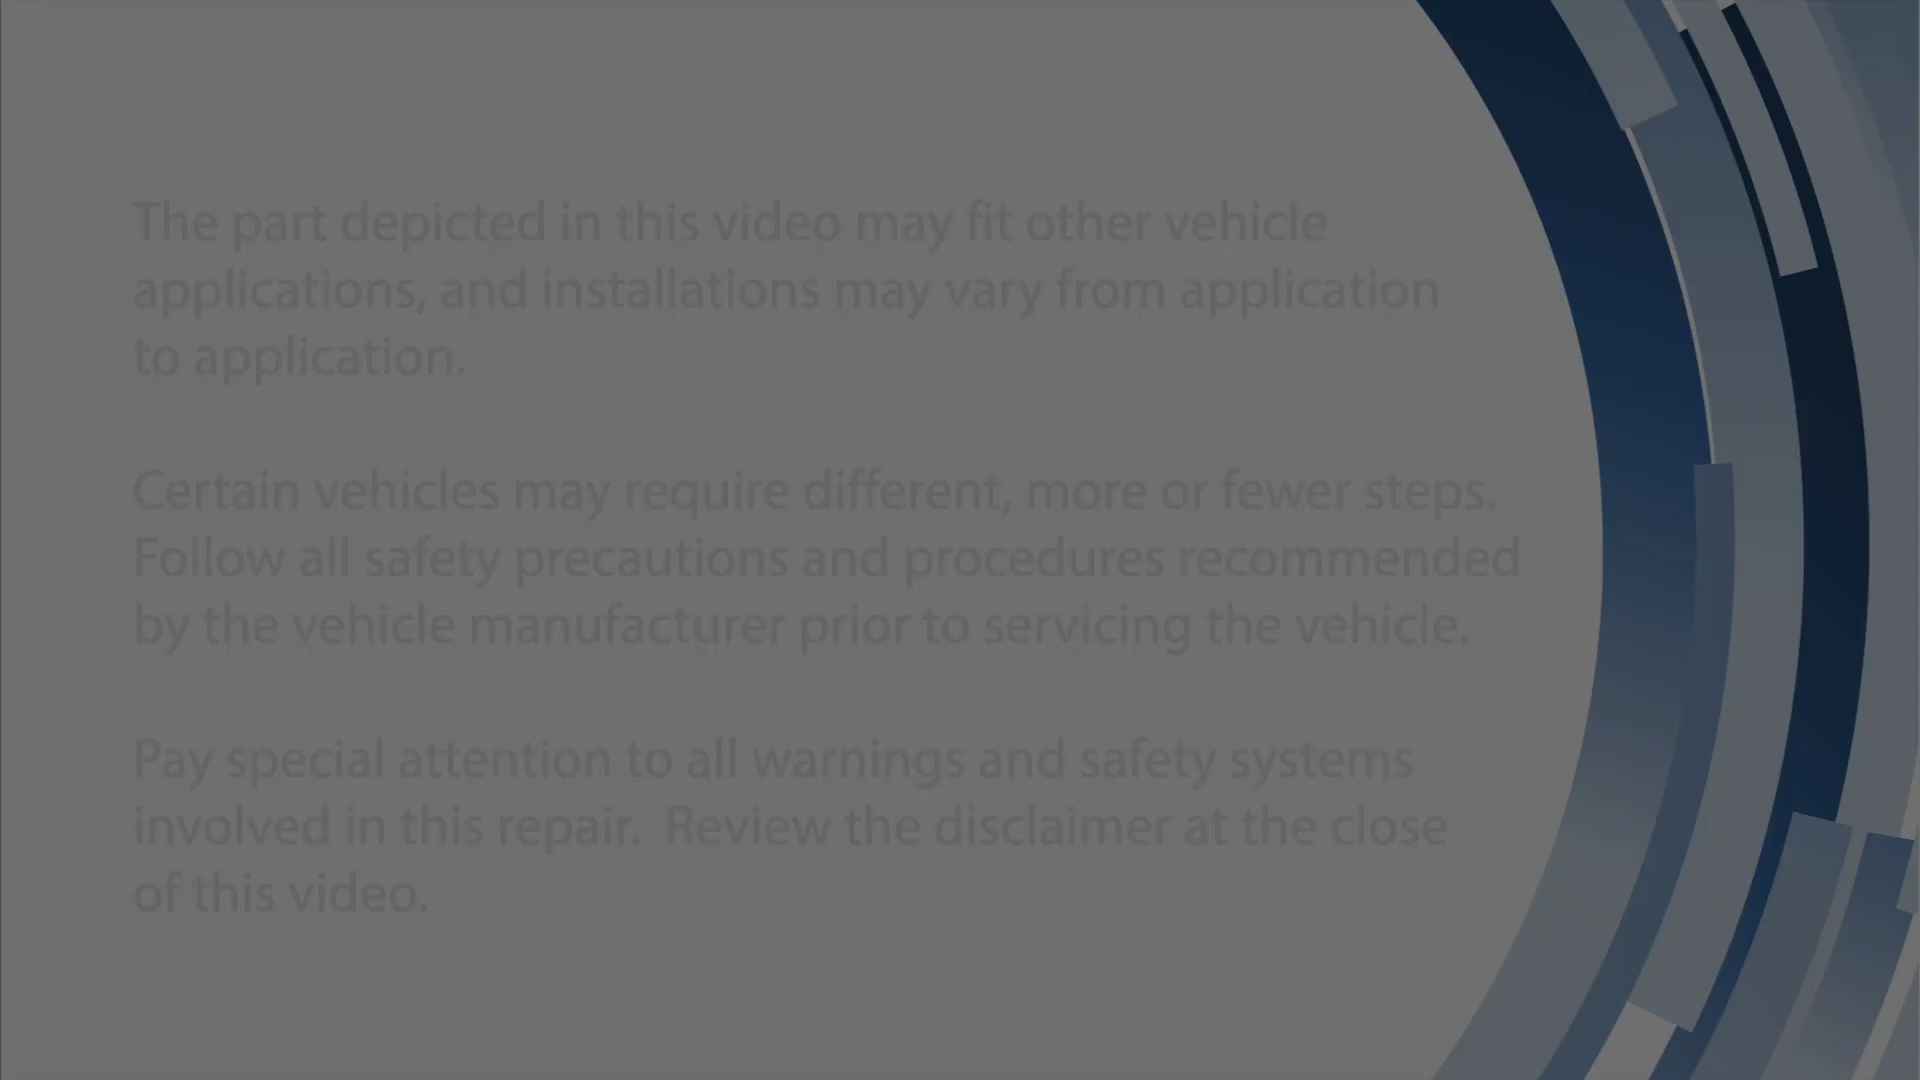 The part depicted in this video may fit other vehicle
applications, and installations may vary from application
to application.
Certain vehicles may require different, more or fewer steps.
Follow all safety precautions and procedures recommended
by the vehicle manufacturer prior to servicing the vehicle.
Pay special attention to all warnings and safety systems
involved in this repair.  Review the disclaimer at the close
of this video.